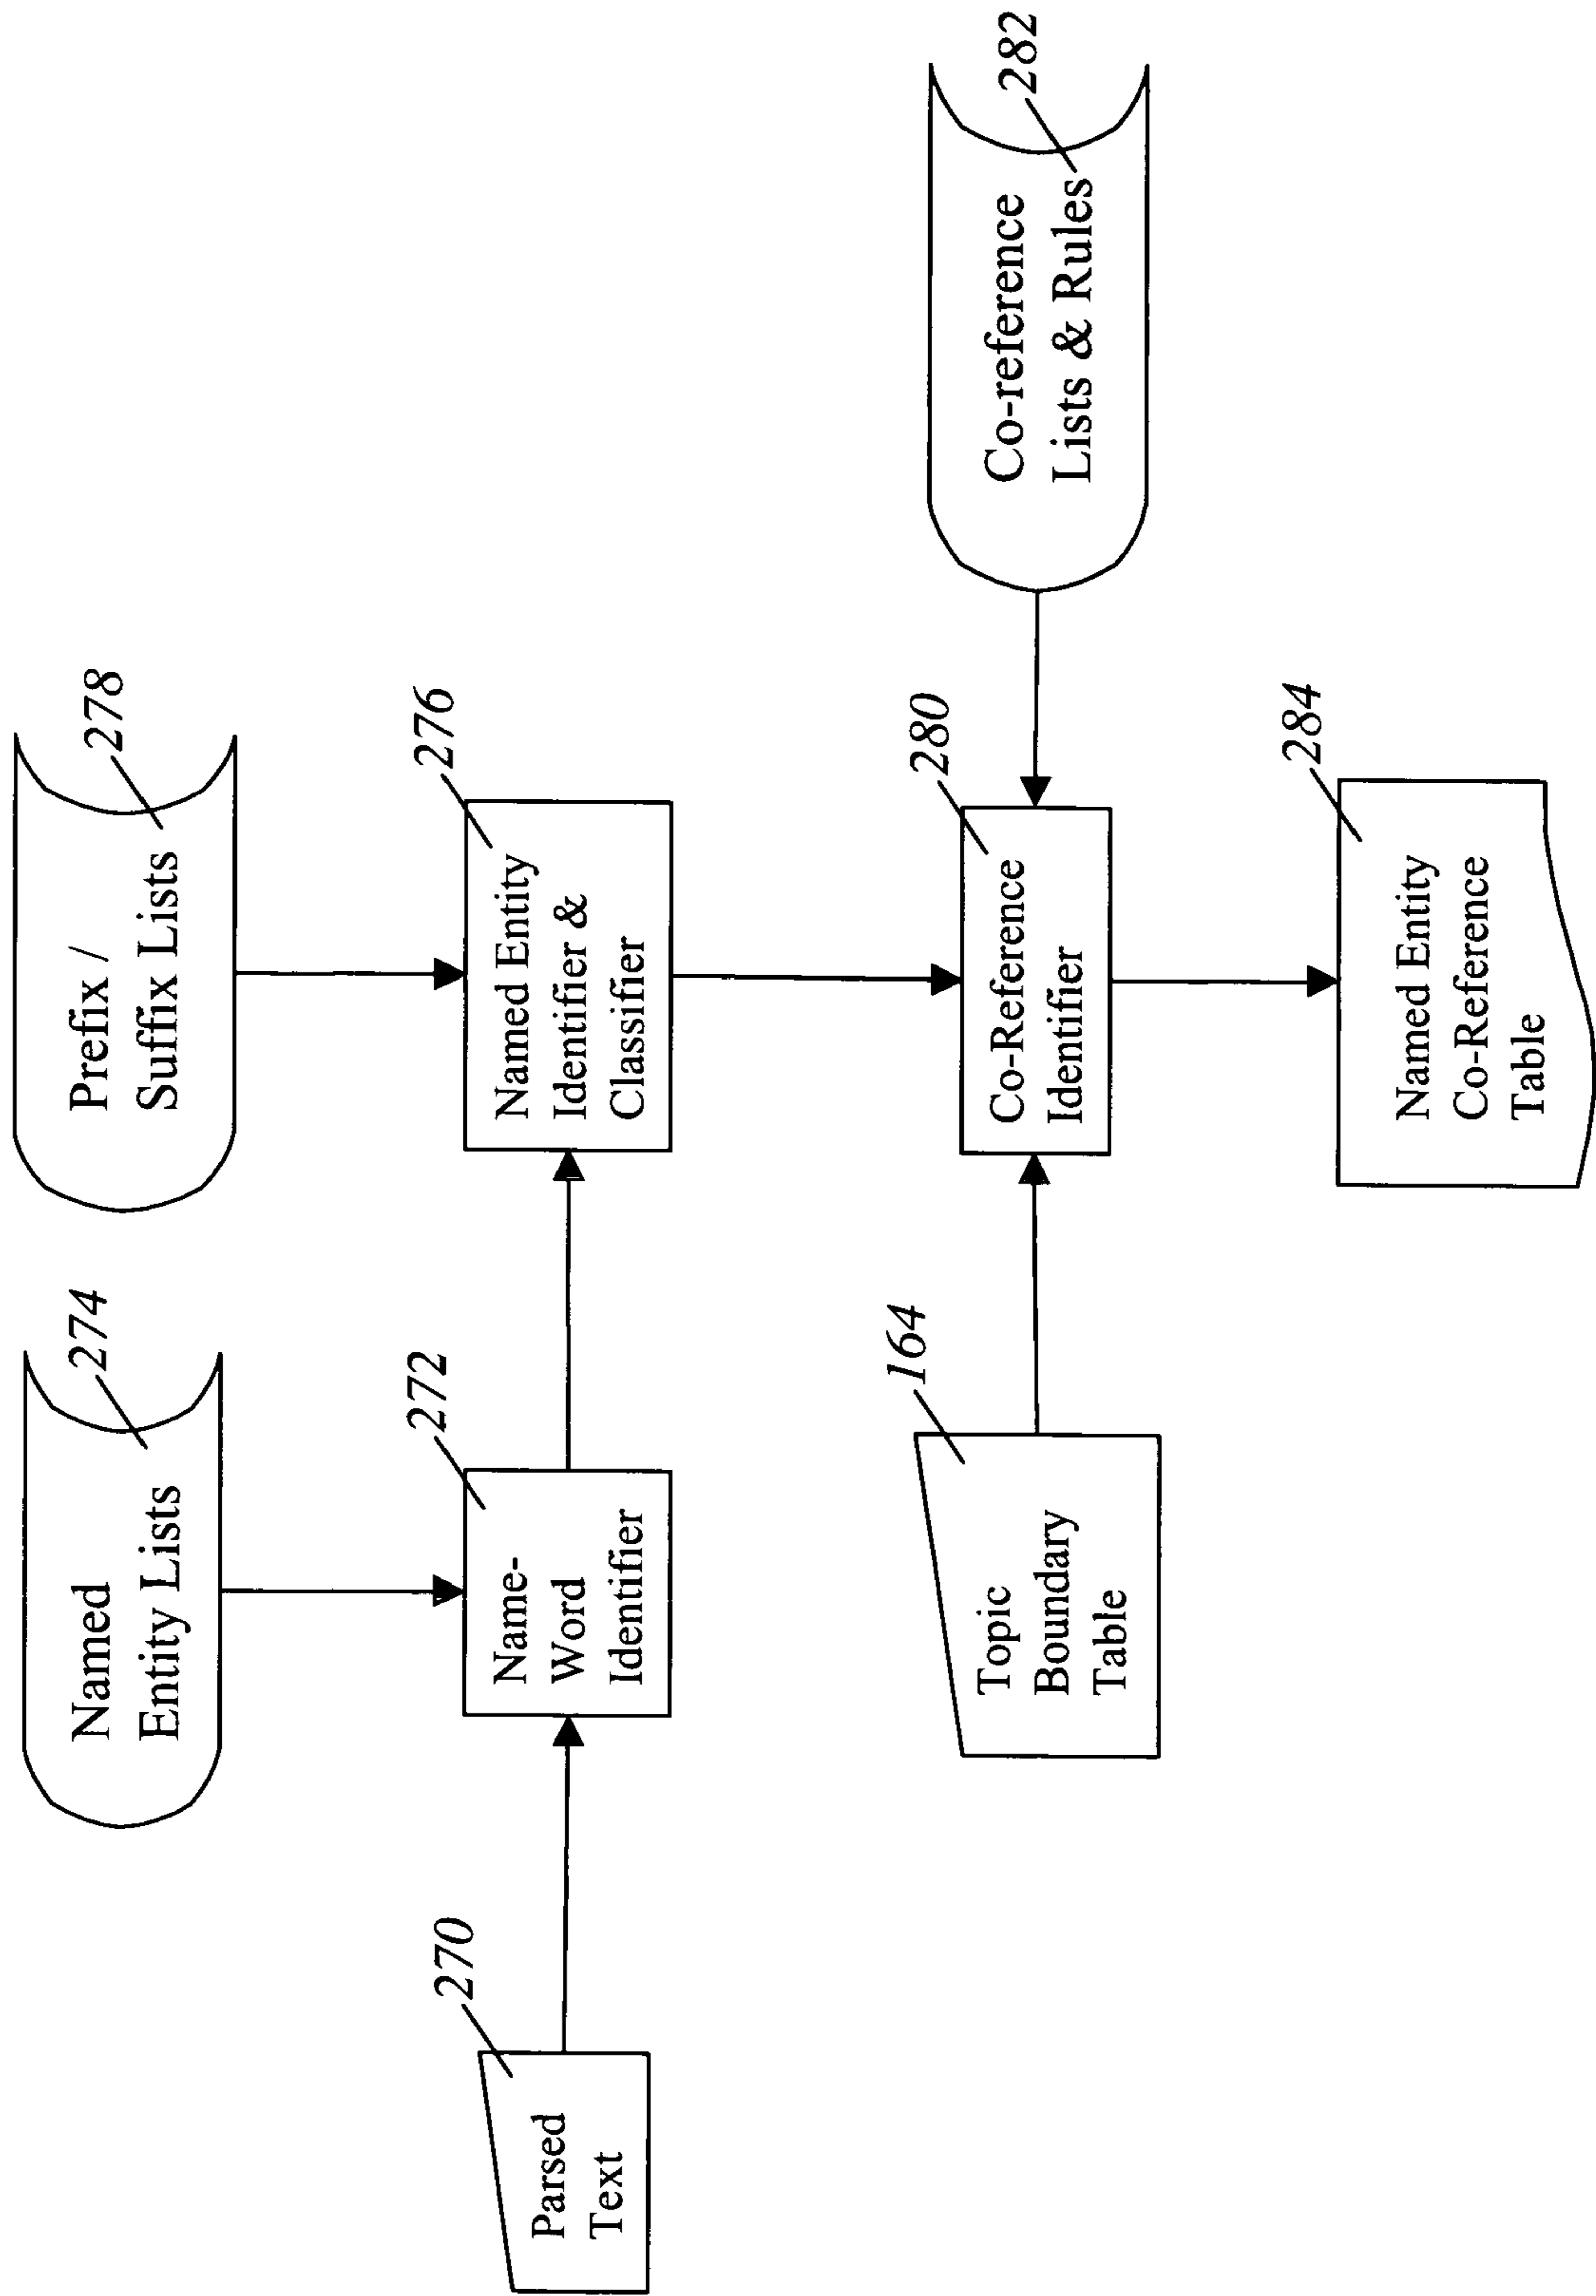 Named
Entity Lists
274
Prefix /
Suffix Lists
278
Parsed
Text
270
Name-
Word
Identifier
272
Named Entity
Identifier &
Classifier
276
Topic
Boundary
Table
164
Co-Reference
Identifier
280
Co-reference
Lists & Rules
282
Named Entity
Co-Reference
Table
284